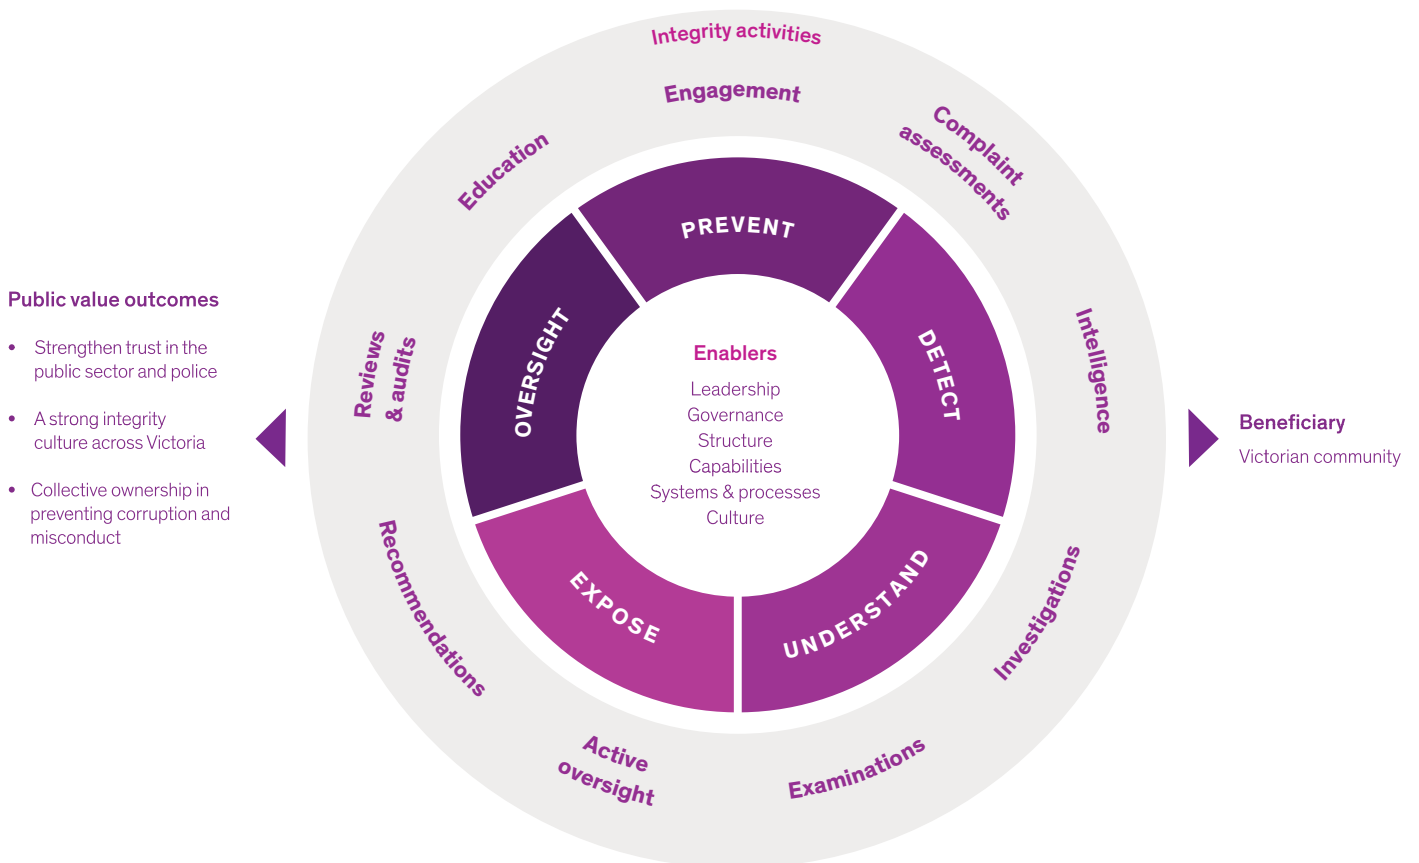 Integrity activities
Engagement
Complaint
assessments
Intelligence
Investigations
Examinations
Active
oversight
Recommendations
Reviews
& audits
Education
PREVENT
DETECT
UNDERSTAND
EXPOSE
OVERSIGHT
Enablers
Leadership
Governance
Structure
Capabilities
Systems & processes
Culture
Public value outcomes
• Strengthen trust in the
public sector and police
• A strong integrity
culture across Victoria
• Collective ownership in
preventing corruption and
misconduct
Beneficiary
Victorian community